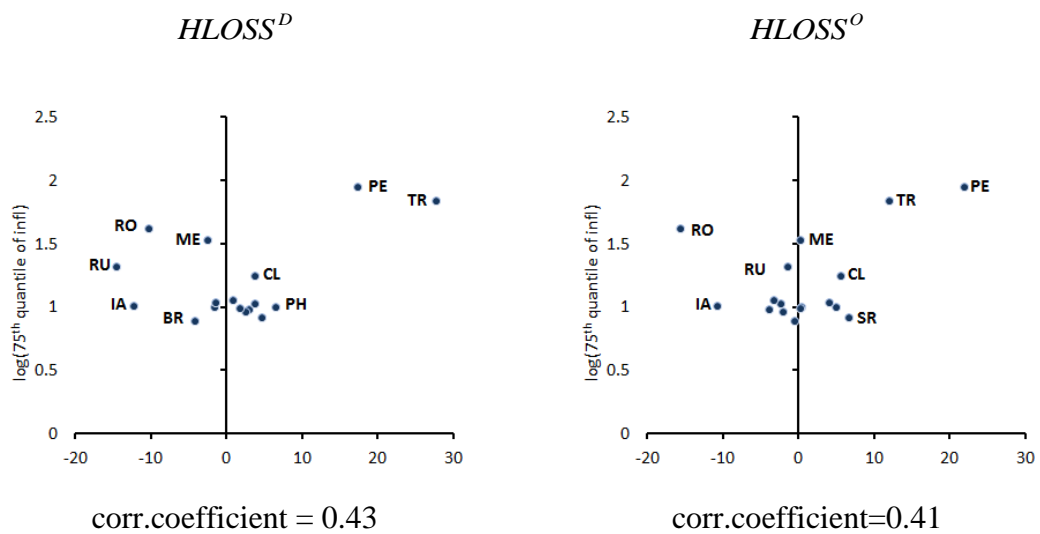 HLOSS^D
2.5
2
1.5
1
0.5
0
-20 -10 0 10 20 30
log(75th quantile of infl)
PE
TR
RO
ME
RU
CL
IA
BR
PH
corr.coefficient = 0.43
HLOSS^O
2.5
2
1.5
1
0.5
0
-20 -10 0 10 20 30
log(75th quantile of infl)
PE
TR
RO
ME
RU
CL
IA
SR
corr.coefficient=0.41